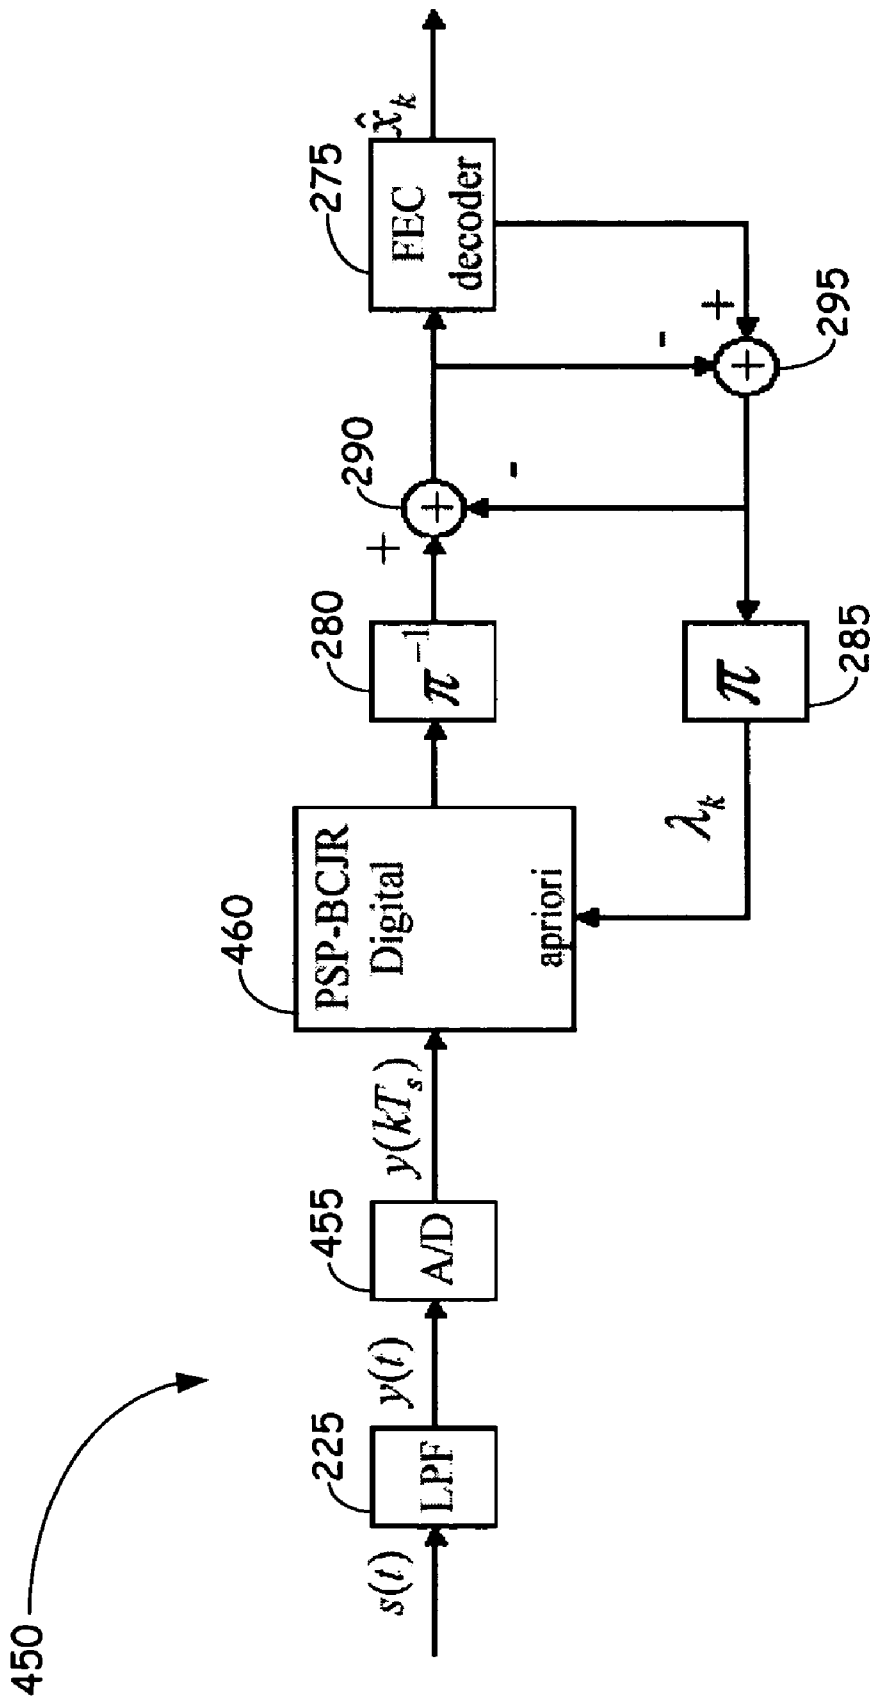 450
s(t)
225
LPF
y(t)
455
A/D
y(kT_s)
460
PSP-BCJR
Digital
apriori
280
π^{-1}
+
290
+
-
275
FEC
decoder
x̂_k
-
+
+
295
π
285
λ_k